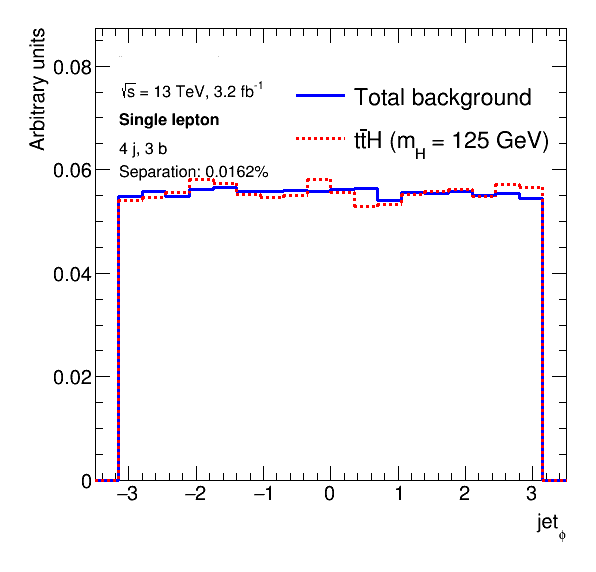 Arbitrary units
0.08
0.06
0.04
0.02
0
√s = 13 TeV, 3.2 fb⁻¹
Single lepton
4 j, 3 b
Separation: 0.0162%
Total background
tt̄H (m_H = 125 GeV)
−3 −2 −1 0 1 2 3
jet_ϕ